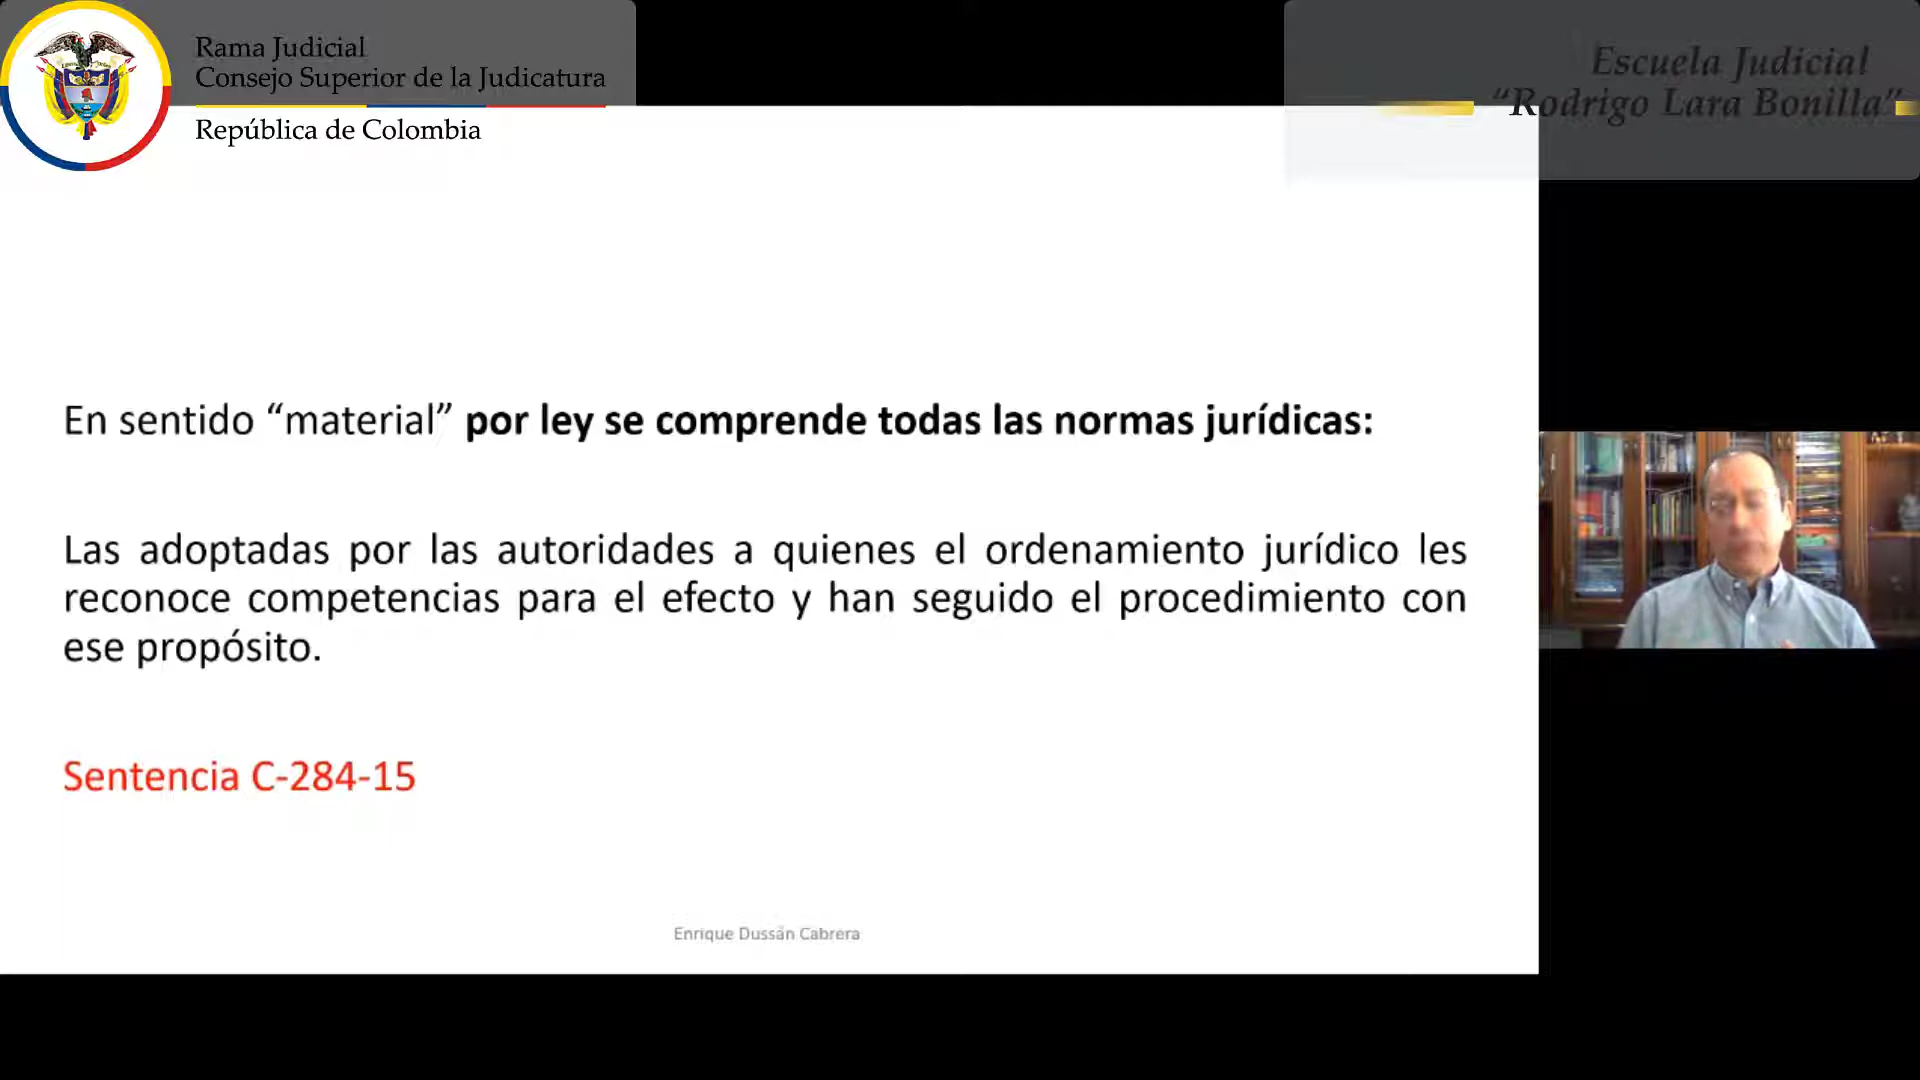 Rama Judicial
Consejo Superior de la Judicatura
República de Colombia
Escuela Judicial
“Rodrigo Lara Bonilla”
En sentido “material” por ley se comprende todas las normas jurídicas:
Las adoptadas por las autoridades a quienes el ordenamiento jurídico les
reconoce competencias para el efecto y han seguido el procedimiento con
ese propósito.
Sentencia C-284-15
Enrique Dussán Cabrera